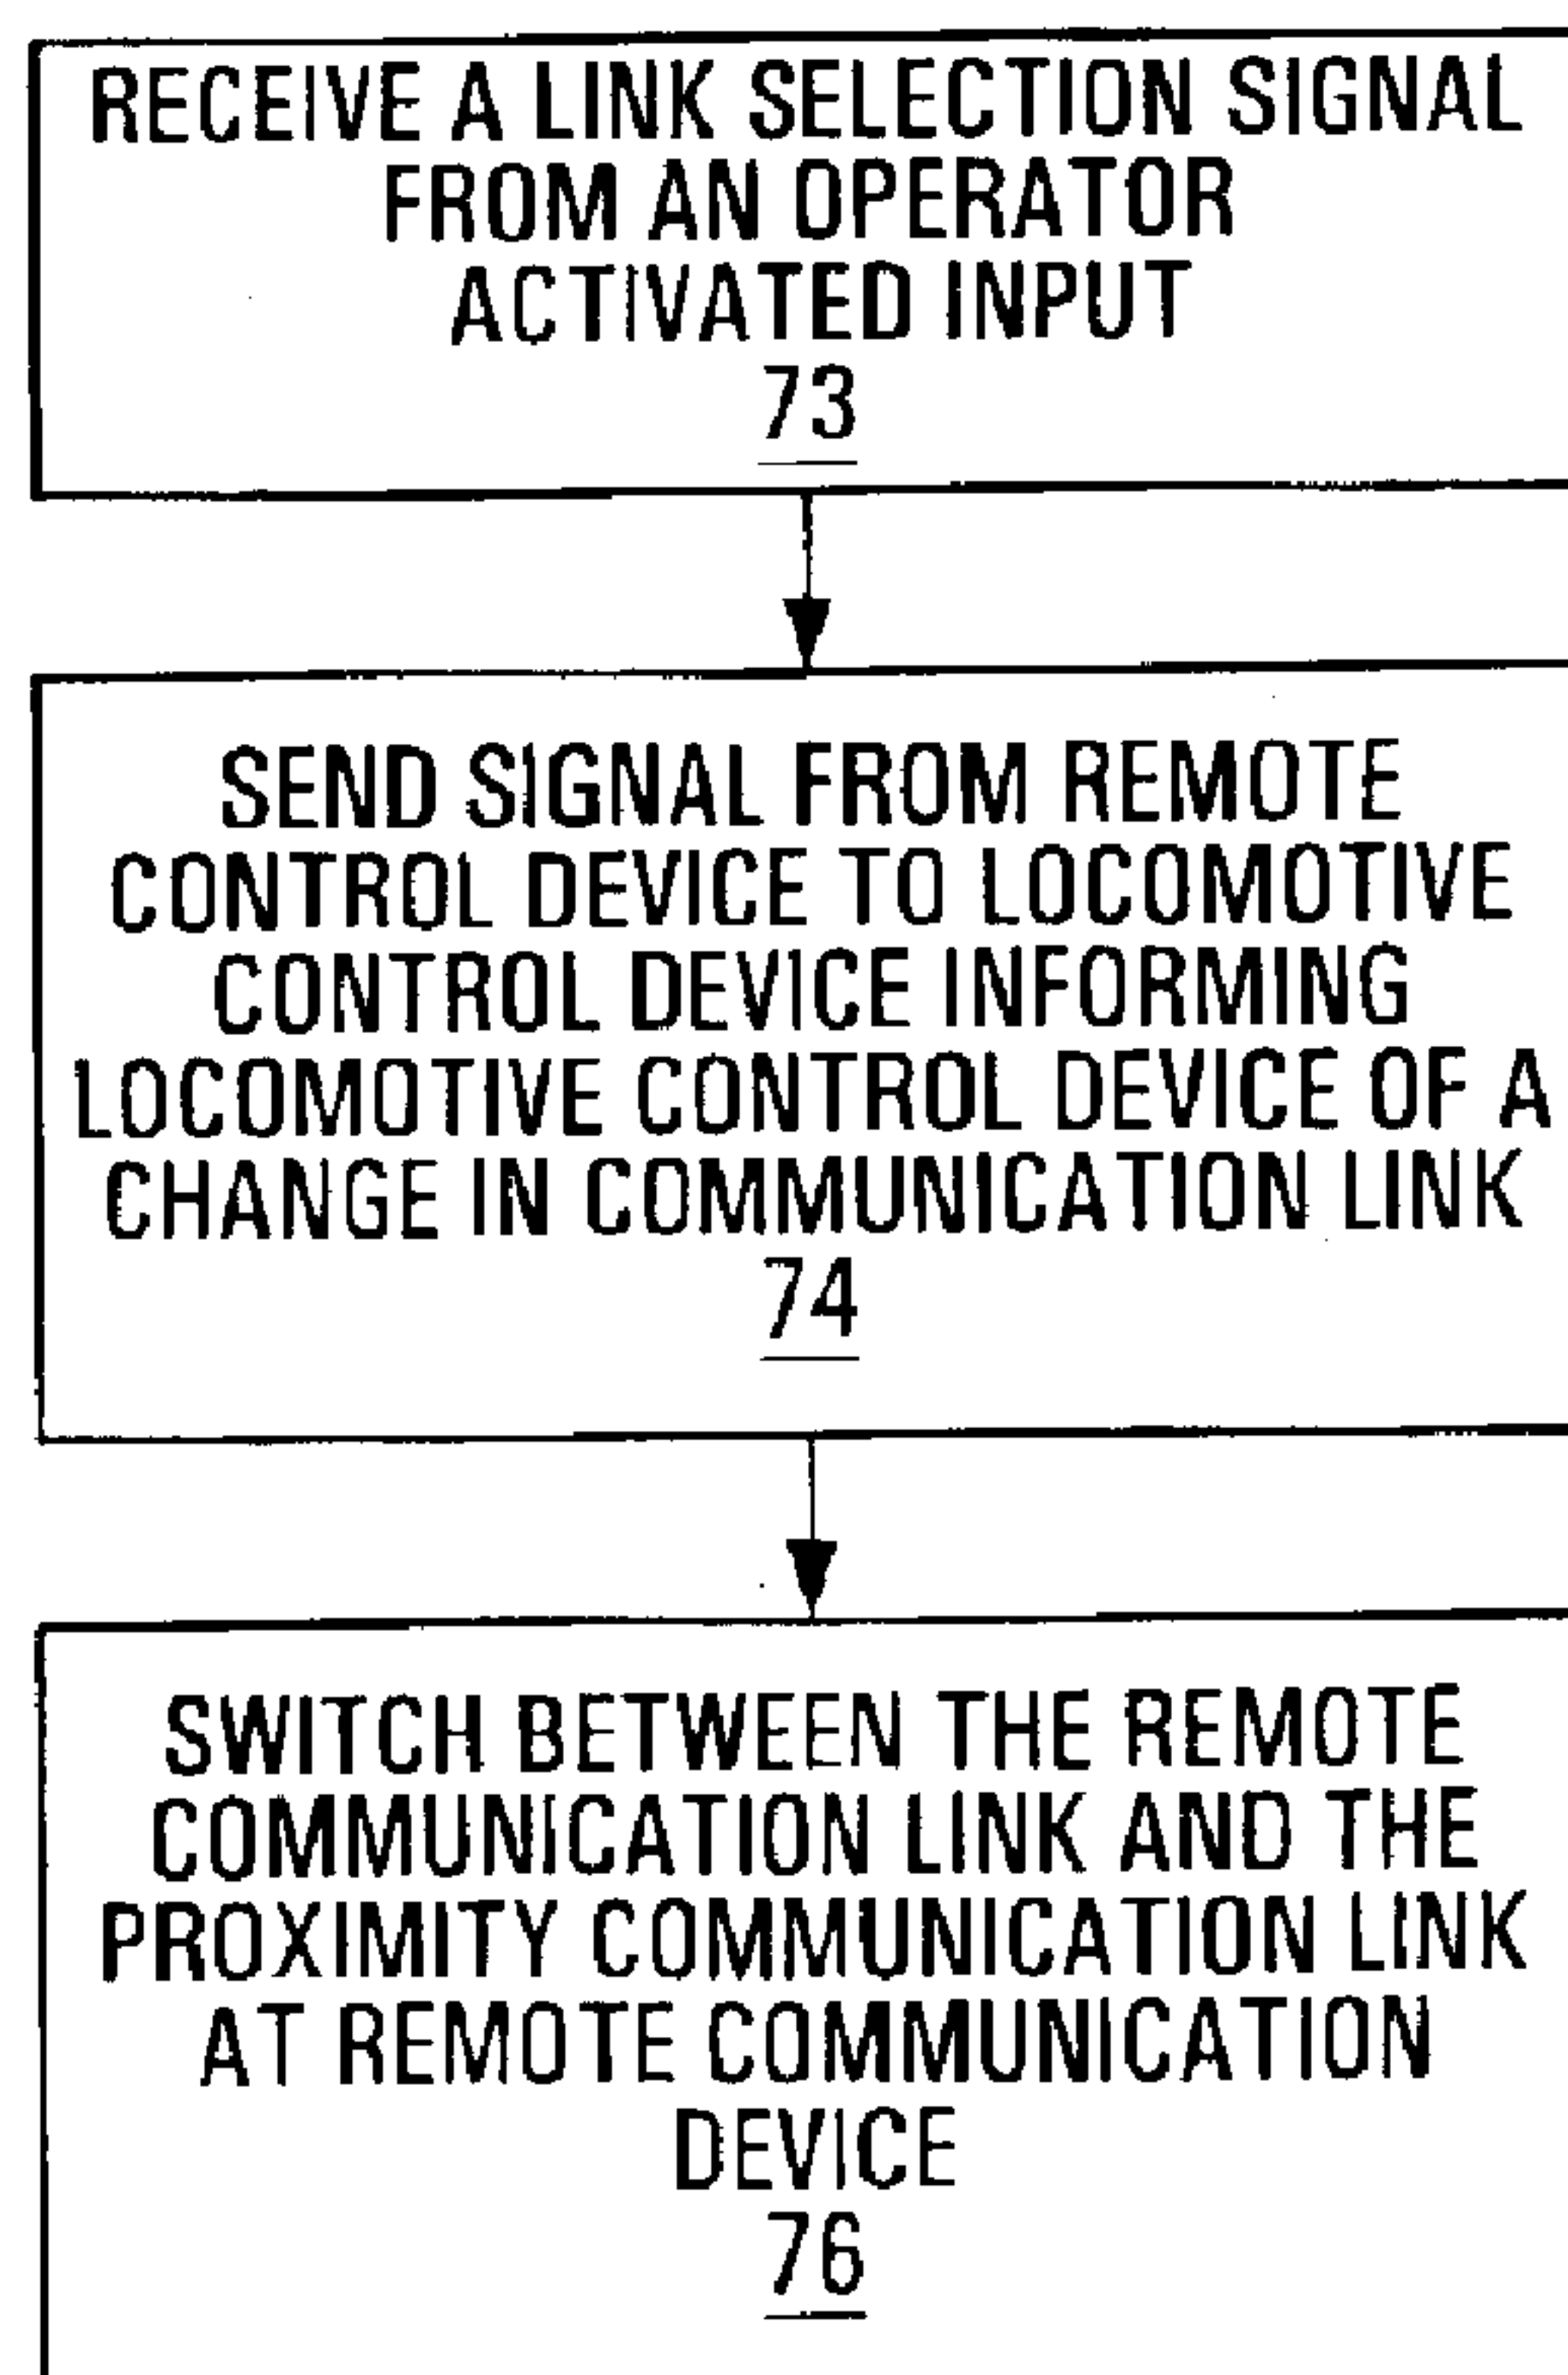 RECEIVE A LINK SELECTION SIGNAL
FROM AN OPERATOR
ACTIVATED INPUT
73
SEND SIGNAL FROM REMOTE
CONTROL DEVICE TO LOCOMOTIVE
CONTROL DEVICE INFORMING
LOCOMOTIVE CONTROL DEVICE OF A
CHANGE IN COMMUNICATION LINK
74
SWITCH BETWEEN THE REMOTE
COMMUNICATION LINK AND THE
PROXIMITY COMMUNICATION LINK
AT REMOTE COMMUNICATION
DEVICE
76